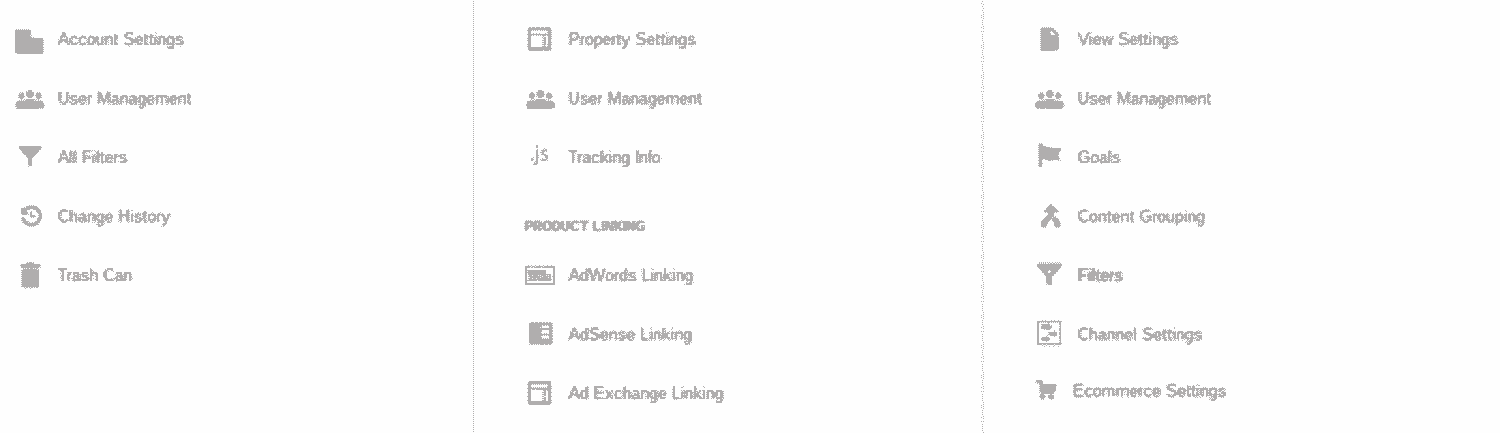 Account Settings
User Management
All Filters
Change History
Trash Can
Property Settings
User Management
.js Tracking Info
PRODUCT LINKING
AdWords Linking
AdSense Linking
Ad Exchange Linking
View Settings
User Management
Goals
Content Grouping
Filters
Channel Settings
Ecommerce Settings